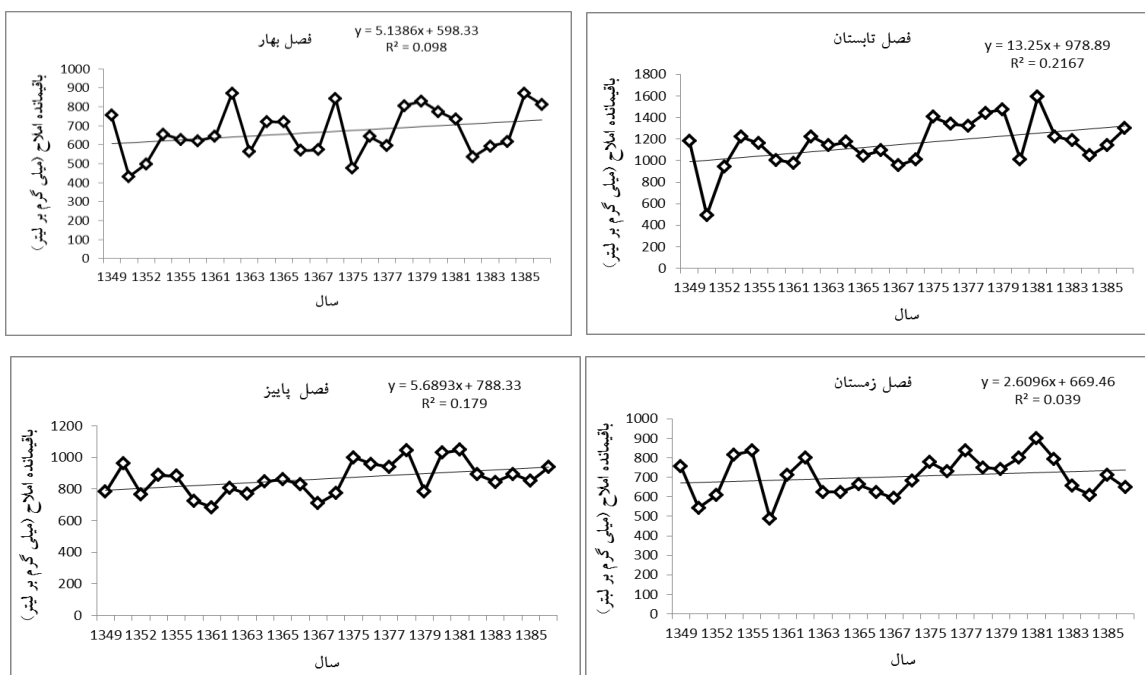 فصل بهار
y = 5.1386x + 598.33
R² = 0.098
باقیمانده املاح (میلی گرم بر لیتر)
1000
900
800
700
600
500
400
300
200
100
0
1349 1352 1355 1361 1363 1365 1367 1375 1377 1379 1381 1383 1385
سال
فصل تابستان
y = 13.25x + 978.89
R² = 0.2167
باقیمانده املاح (میلی گرم بر لیتر)
1800
1600
1400
1200
1000
800
600
400
200
0
1349 1352 1355 1361 1363 1365 1367 1375 1377 1379 1381 1383 1385
سال
فصل پاییز
y = 5.6893x + 788.33
R² = 0.179
باقیمانده املاح (میلی گرم بر لیتر)
1200
1000
800
600
400
200
0
1349 1352 1355 1361 1363 1365 1367 1375 1377 1379 1381 1383 1385
سال
فصل زمستان
y = 2.6096x + 669.46
R² = 0.039
باقیمانده املاح (میلی گرم بر لیتر)
1000
900
800
700
600
500
400
300
200
100
0
1349 1352 1355 1361 1363 1365 1367 1375 1377 1379 1381 1383 1385
سال